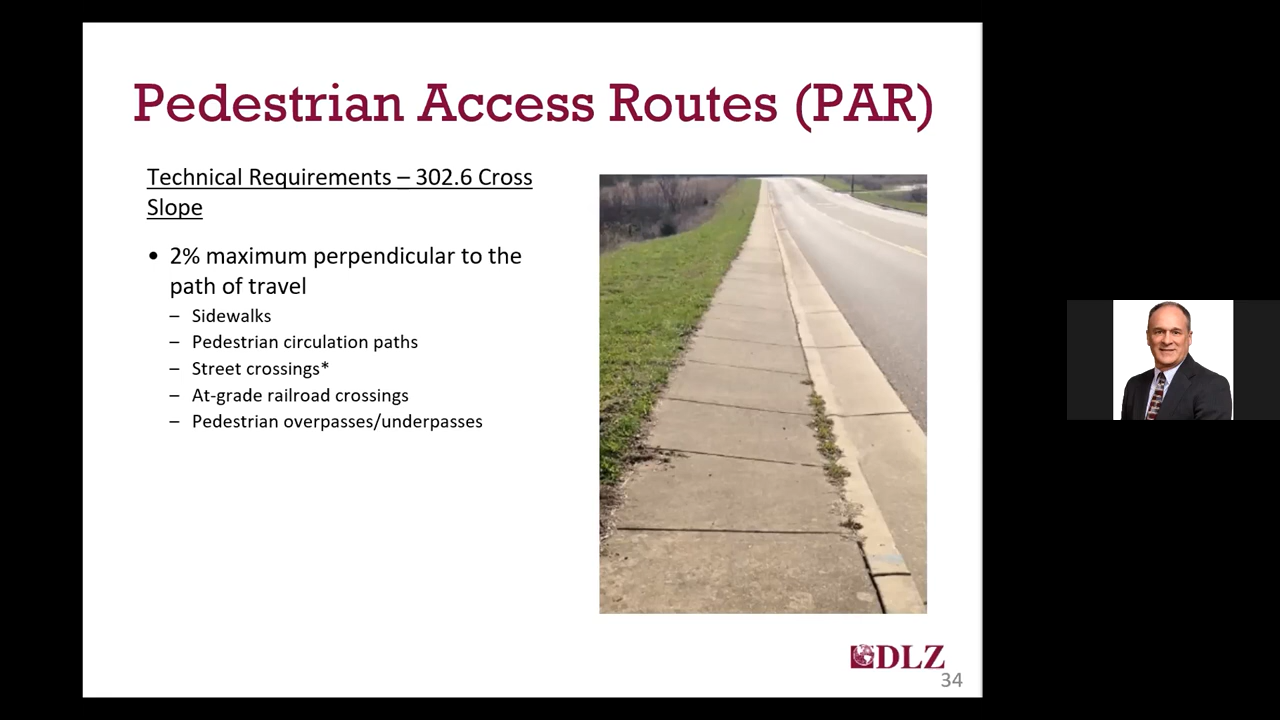 Pedestrian Access Routes (PAR)
Technical Requirements – 302.6 Cross
Slope
• 2% maximum perpendicular to the
path of travel
– Sidewalks
– Pedestrian circulation paths
– Street crossings*
– At-grade railroad crossings
– Pedestrian overpasses/underpasses
DLZ
34